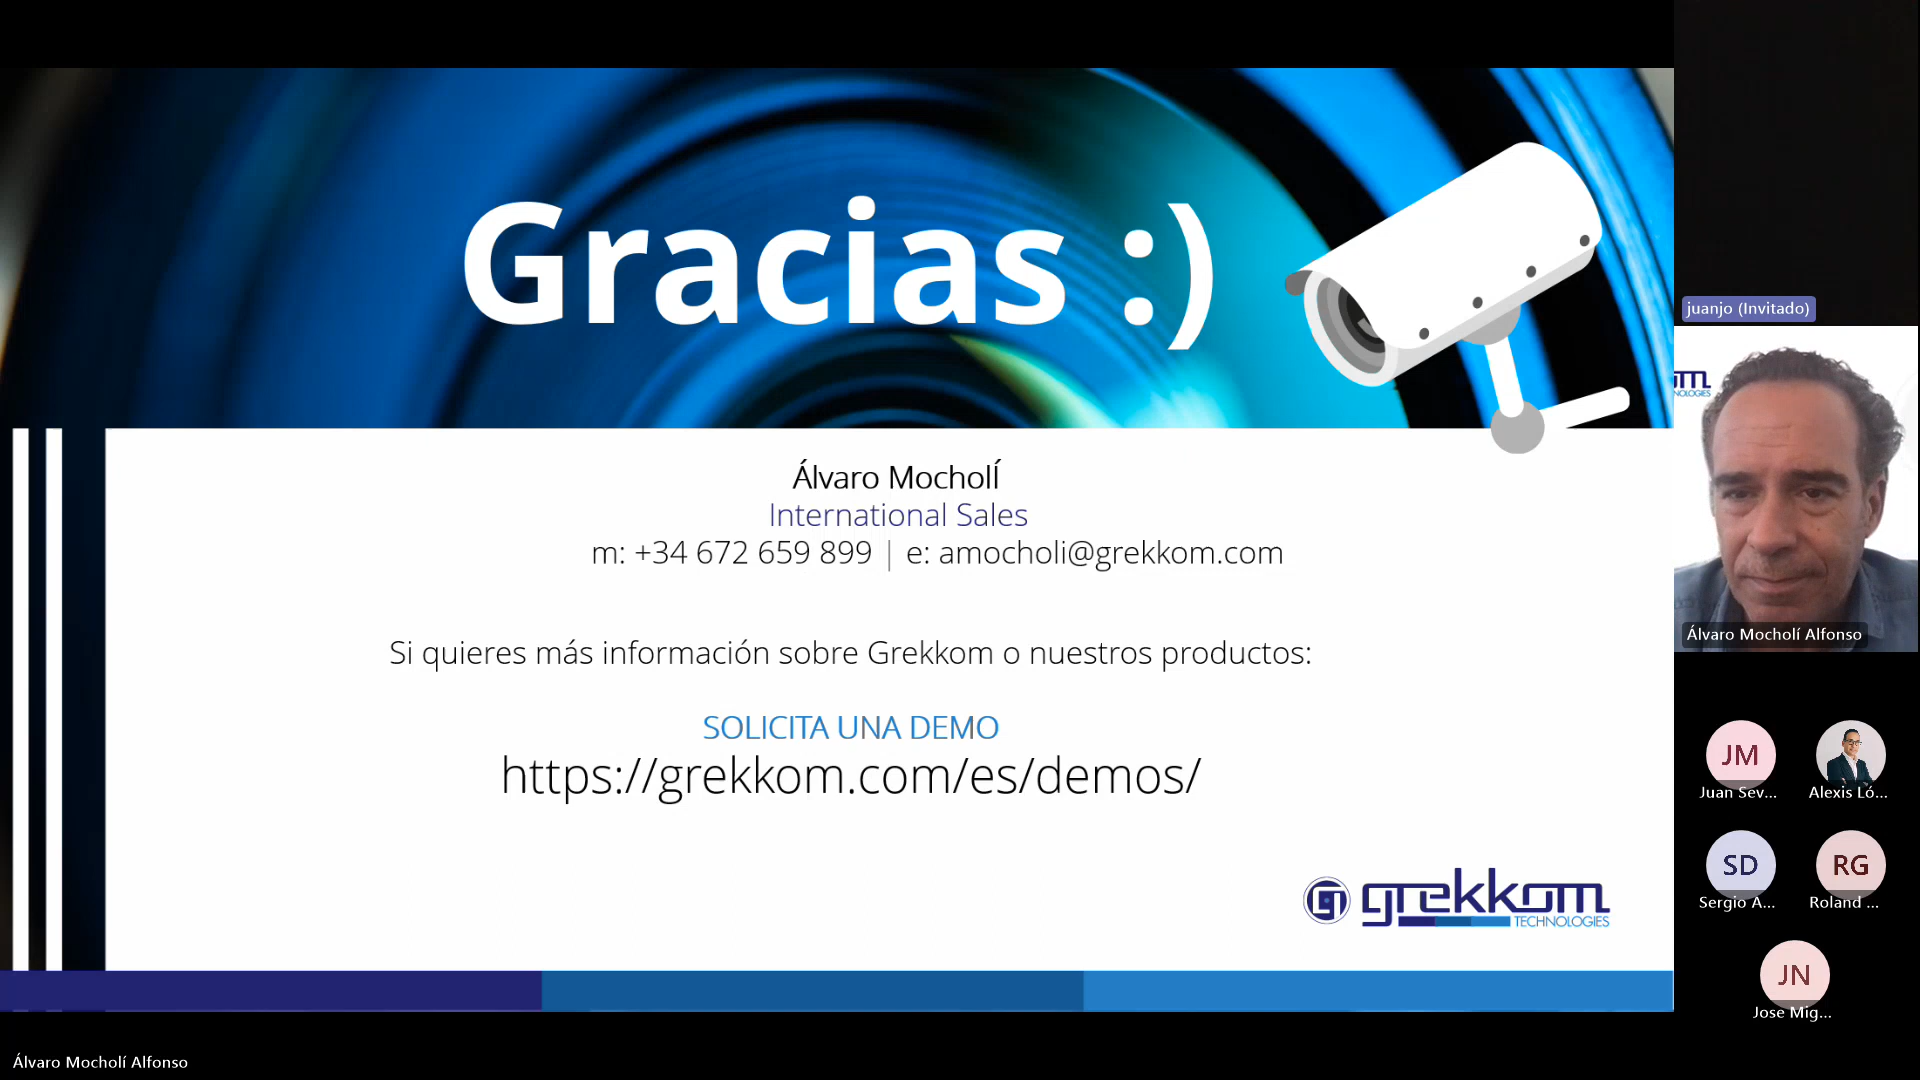 Gracias :)
Álvaro MocholÍ
International Sales
m: +34 672 659 899 | e: amocholi@grekkom.com
Si quieres más información sobre Grekkom o nuestros productos:
SOLICITA UNA DEMO
https://grekkom.com/es/demos/
grekkom
TECHNOLOGIES
juanjo (Invitado)
NOLOGIES
Álvaro Mocholí Alfonso
JM
Juan Sev...
Alexis Ló...
SD
Sergio A...
RG
Roland ...
JN
Jose Mig...
Álvaro Mocholí Alfonso